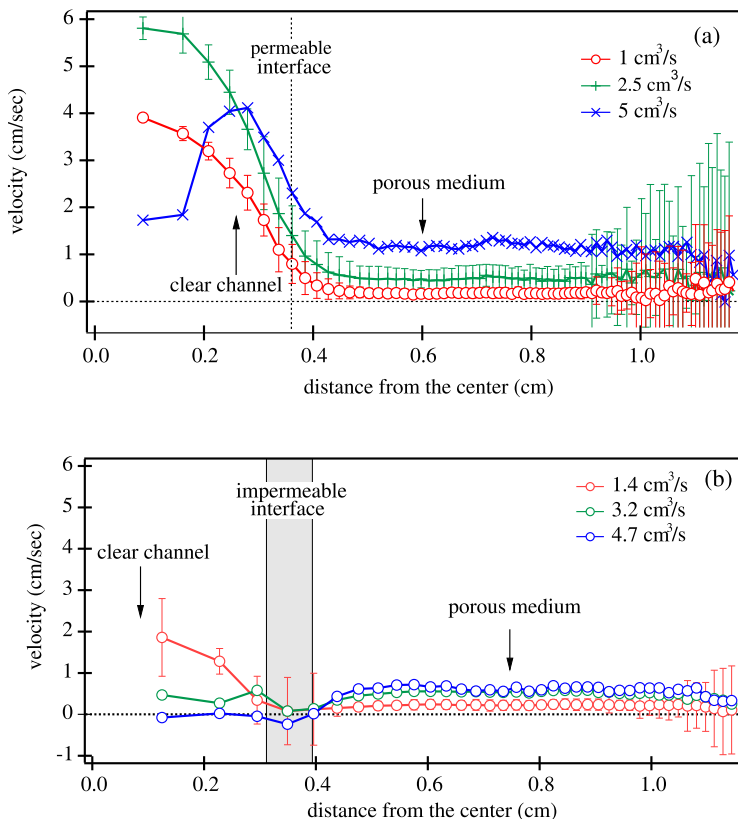 (a)
6
5
4
3
2
1
0
velocity (cm/sec)
permeable
interface
1 cm³/s
2.5 cm³/s
5 cm³/s
porous medium
clear channel
0.0 0.2 0.4 0.6 0.8 1.0
distance from the center (cm)
(b)
6
5
4
3
2
1
0
-1
velocity (cm/sec)
impermeable
interface
1.4 cm³/s
3.2 cm³/s
4.7 cm³/s
clear channel
porous medium
0.0 0.2 0.4 0.6 0.8 1.0
distance from the center (cm)